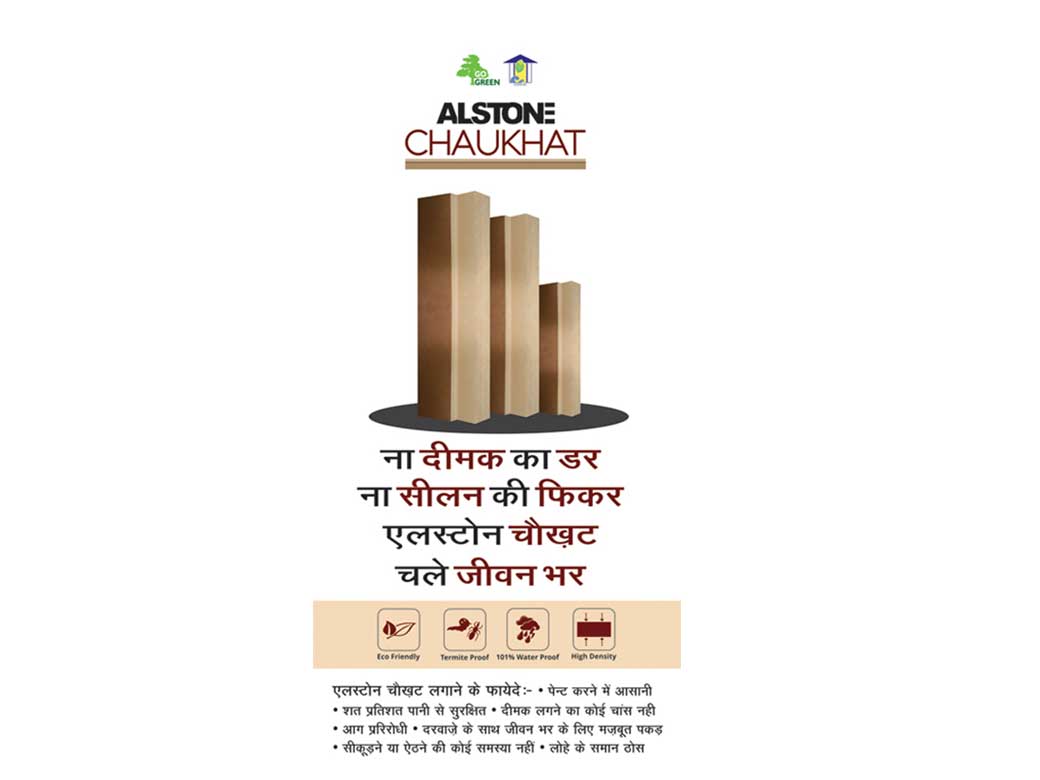 GO
GREEN
ALSTONE
CHAUKHAT
ना दीमक का डर
ना सीलन की फिकर
एलस्टोन चौख़ट
चले जीवन भर
Eco Friendly Termite Proof 101% Water Proof High Density
एलस्टोन चौख़ट लगाने के फायेदे:- • पेन्ट करने में आसानी
• शत प्रतिशत पानी से सुरक्षित • दीमक लगने का कोई चांस नही
• आग प्ररिरोधी • दरवाज़े के साथ जीवन भर के लिए मज़बूत पकड़
• सीकूड़ने या ऐठने की कोई समस्या नहीं • लोहे के समान ठोस